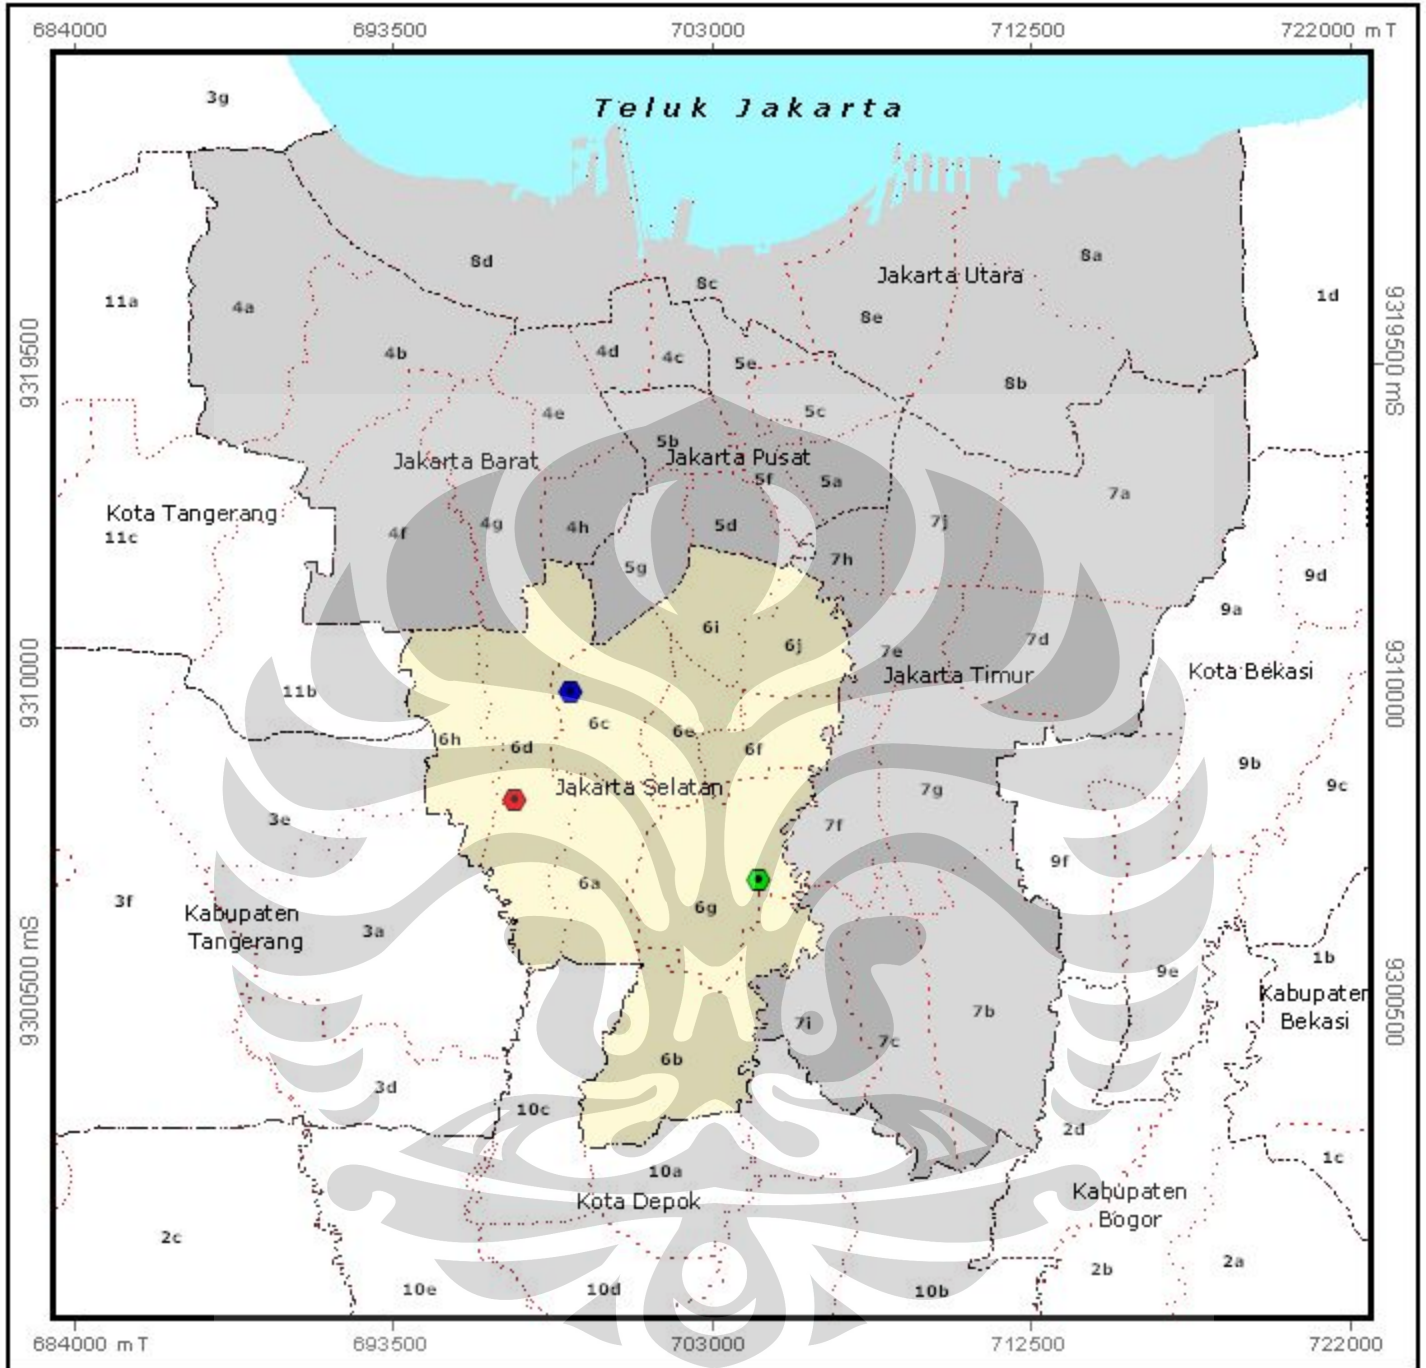 684000
693500
703000
712500
722000 mT
3g
Teluk Jakarta
8d
8a
Jakarta Utara
8c
1d
11a
4a
8e
4b
4d
4c
5e
8b
9319500
931950 mS
4e
5c
5b
Jakarta Barat
Jakarta Pusat
5f
5a
7a
Kota Tangerang
11c
4f
4g
4h
5d
7j
5g
7h
9d
9a
6i
6j
7e
7d
Jakarta Timur
Kota Bekasi
9310000
9310000
11b
6c
6h
6d
6e
6f
9b
9c
Jakarta Selatan
7g
3e
7f
9f
6a
6g
3f
Kabupaten
Tangerang
3a
1b
9e
Kabupaten
Bekasi
9300500 mS
9300500
7i
7b
7c
6b
3d
10c
2d
1c
10a
Kota Depok
Kabupaten
Bogor
2c
2b
2a
10e
10d
10b
684000 mT
693500
703000
712500
722000